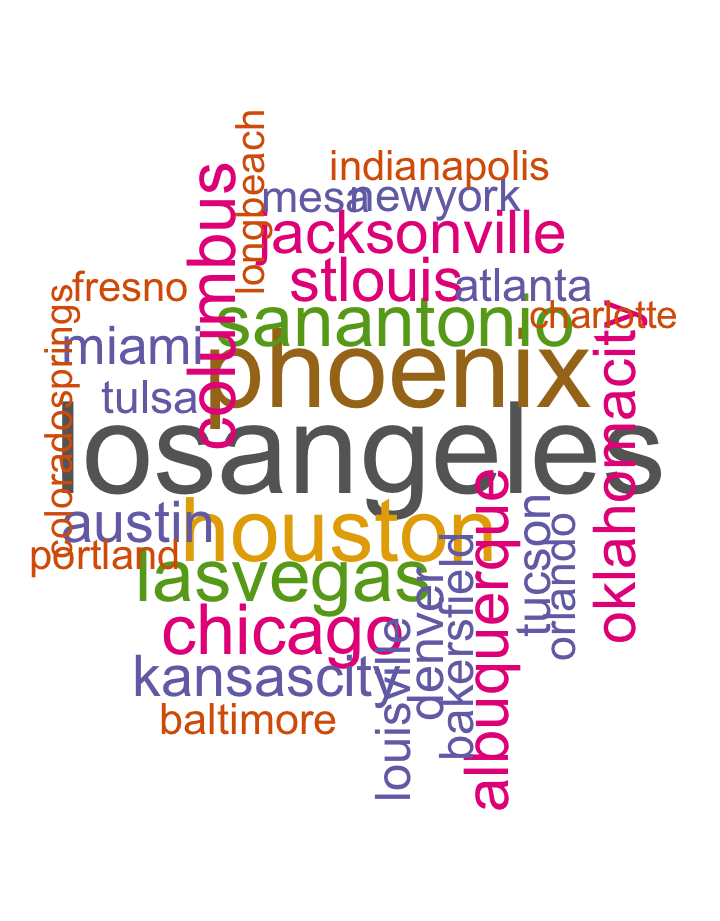 longbeach
indianapolis
columbus
mesa
newyork
jacksonville
stlouis
fresno
atlanta
coloradosprings
sanantonio
charlotte
miami
phoenix
oklahomacity
tulsa
losangeles
austin
houston
albuquerque
tucson
orlando
portland
lasvegas
denver
bakersfield
chicago
louisville
kansascity
baltimore